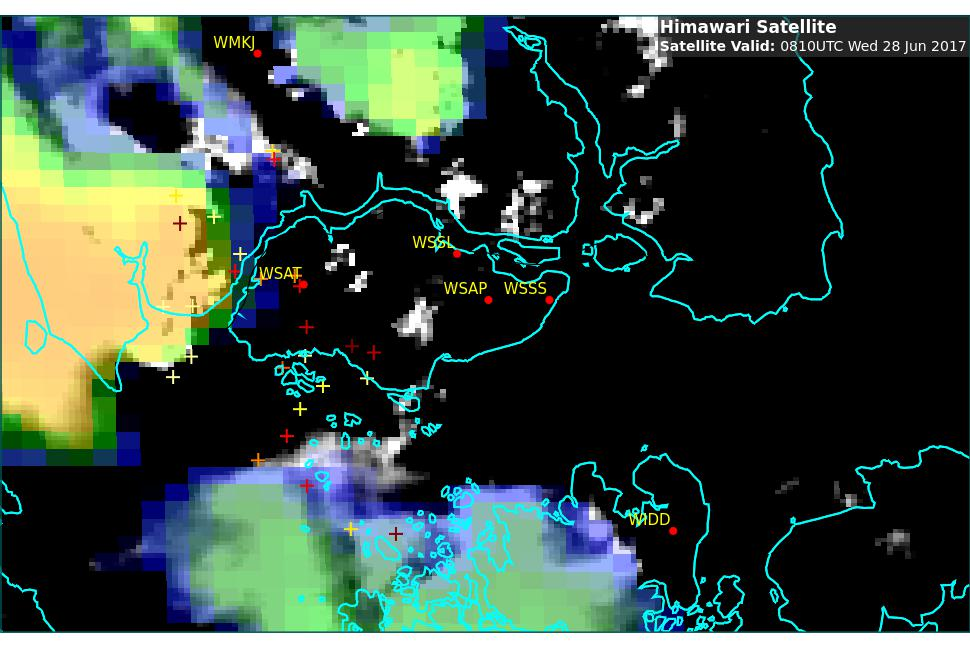 Himawari Satellite
WMKJ
Satellite Valid: 0810UTC Wed 28 Jun 2017
WSSL
WSAT
WSAP
WSSS
WIDD